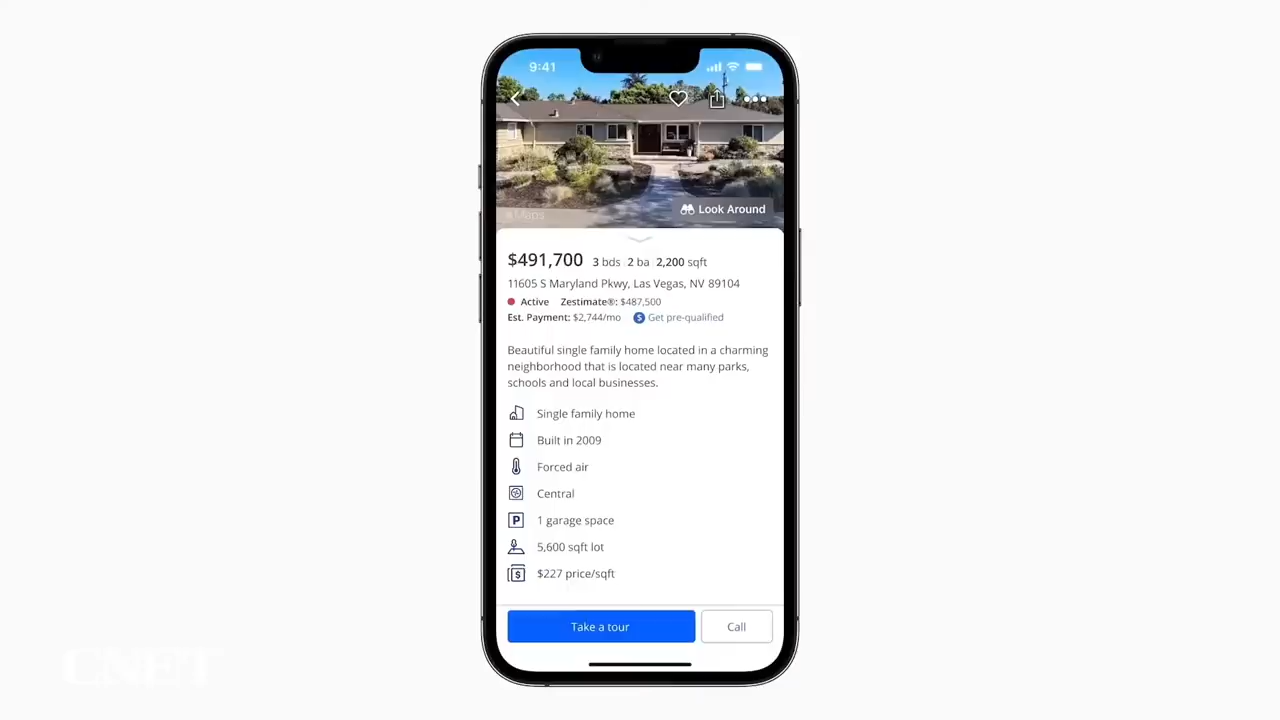 9:41
Maps
Look Around
$491,700 3 bds 2 ba 2,200 sqft
11605 S Maryland Pkwy, Las Vegas, NV 89104
Active Zestimate®: $487,500
Est. Payment: $2,744/mo $ Get pre-qualified
Beautiful single family home located in a charming
neighborhood that is located near many parks,
schools and local businesses.
Single family home
Built in 2009
Forced air
Central
P 1 garage space
5,600 sqft lot
$ $227 price/sqft
Take a tour Call
CNET